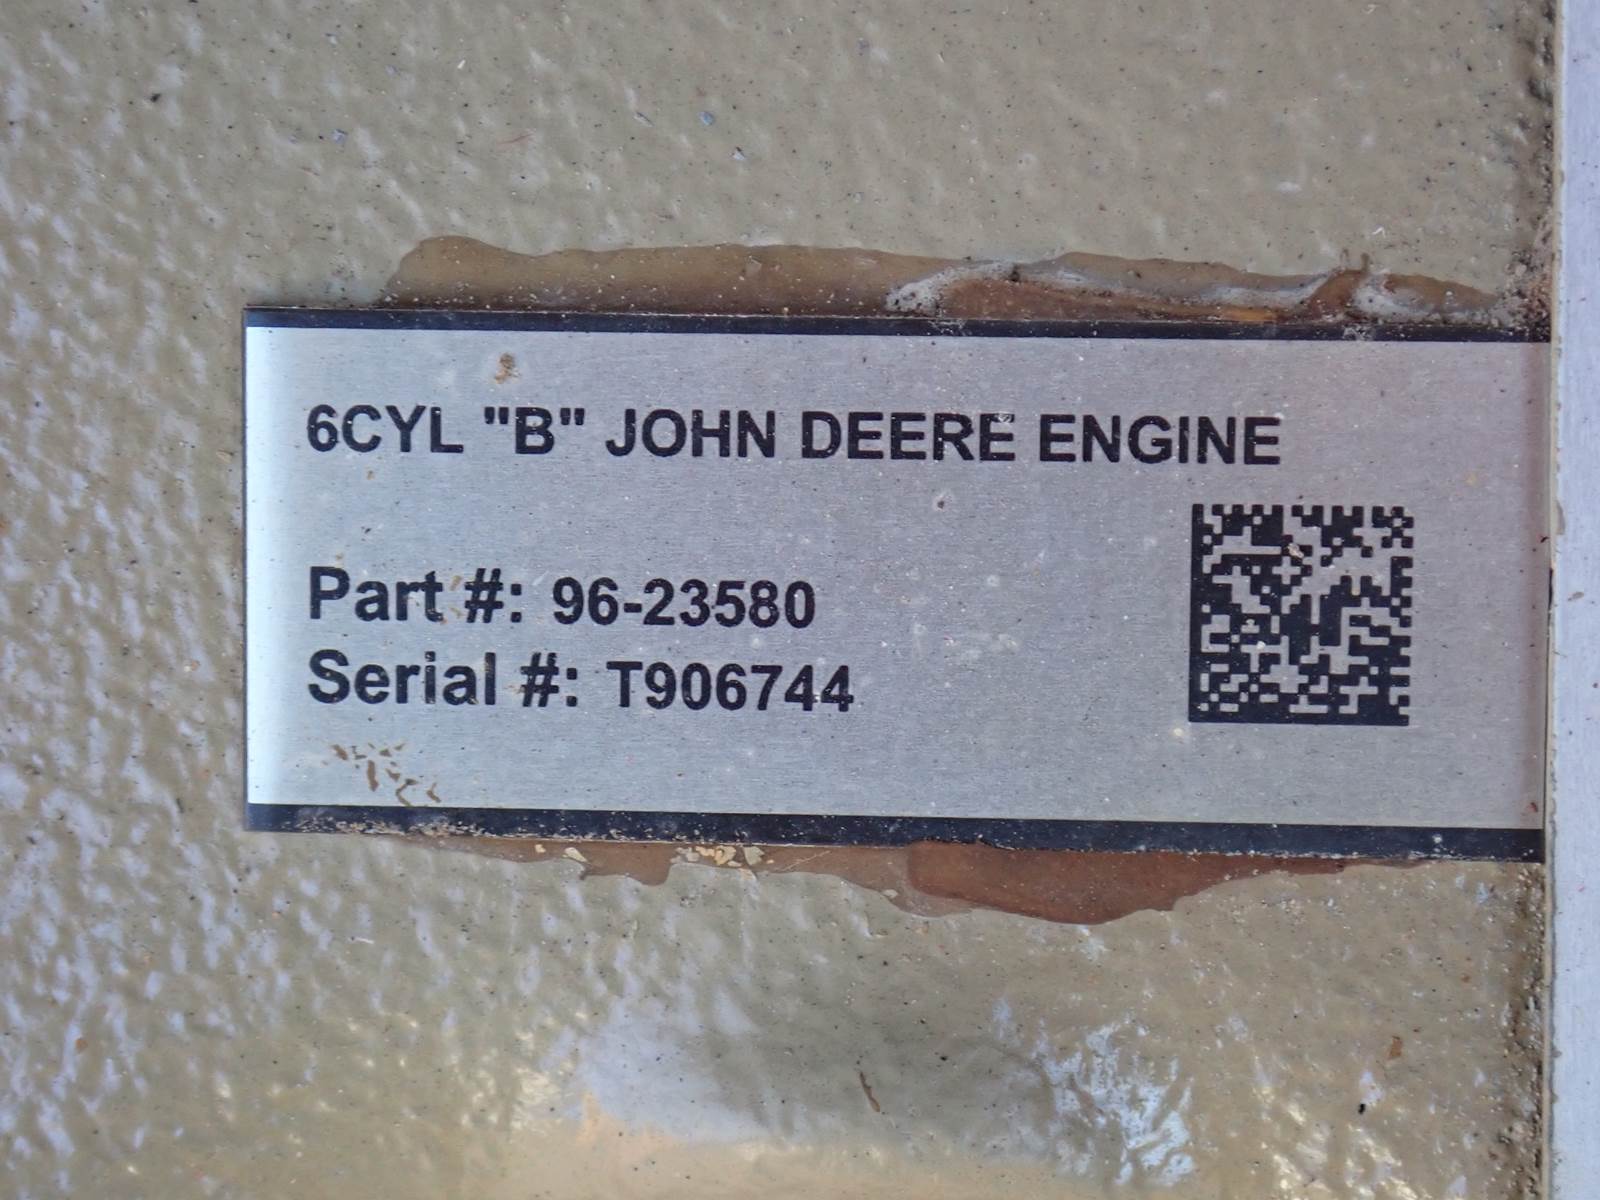 6CYL "B" JOHN DEERE ENGINE
Part #: 96-23580
Serial #: T906744